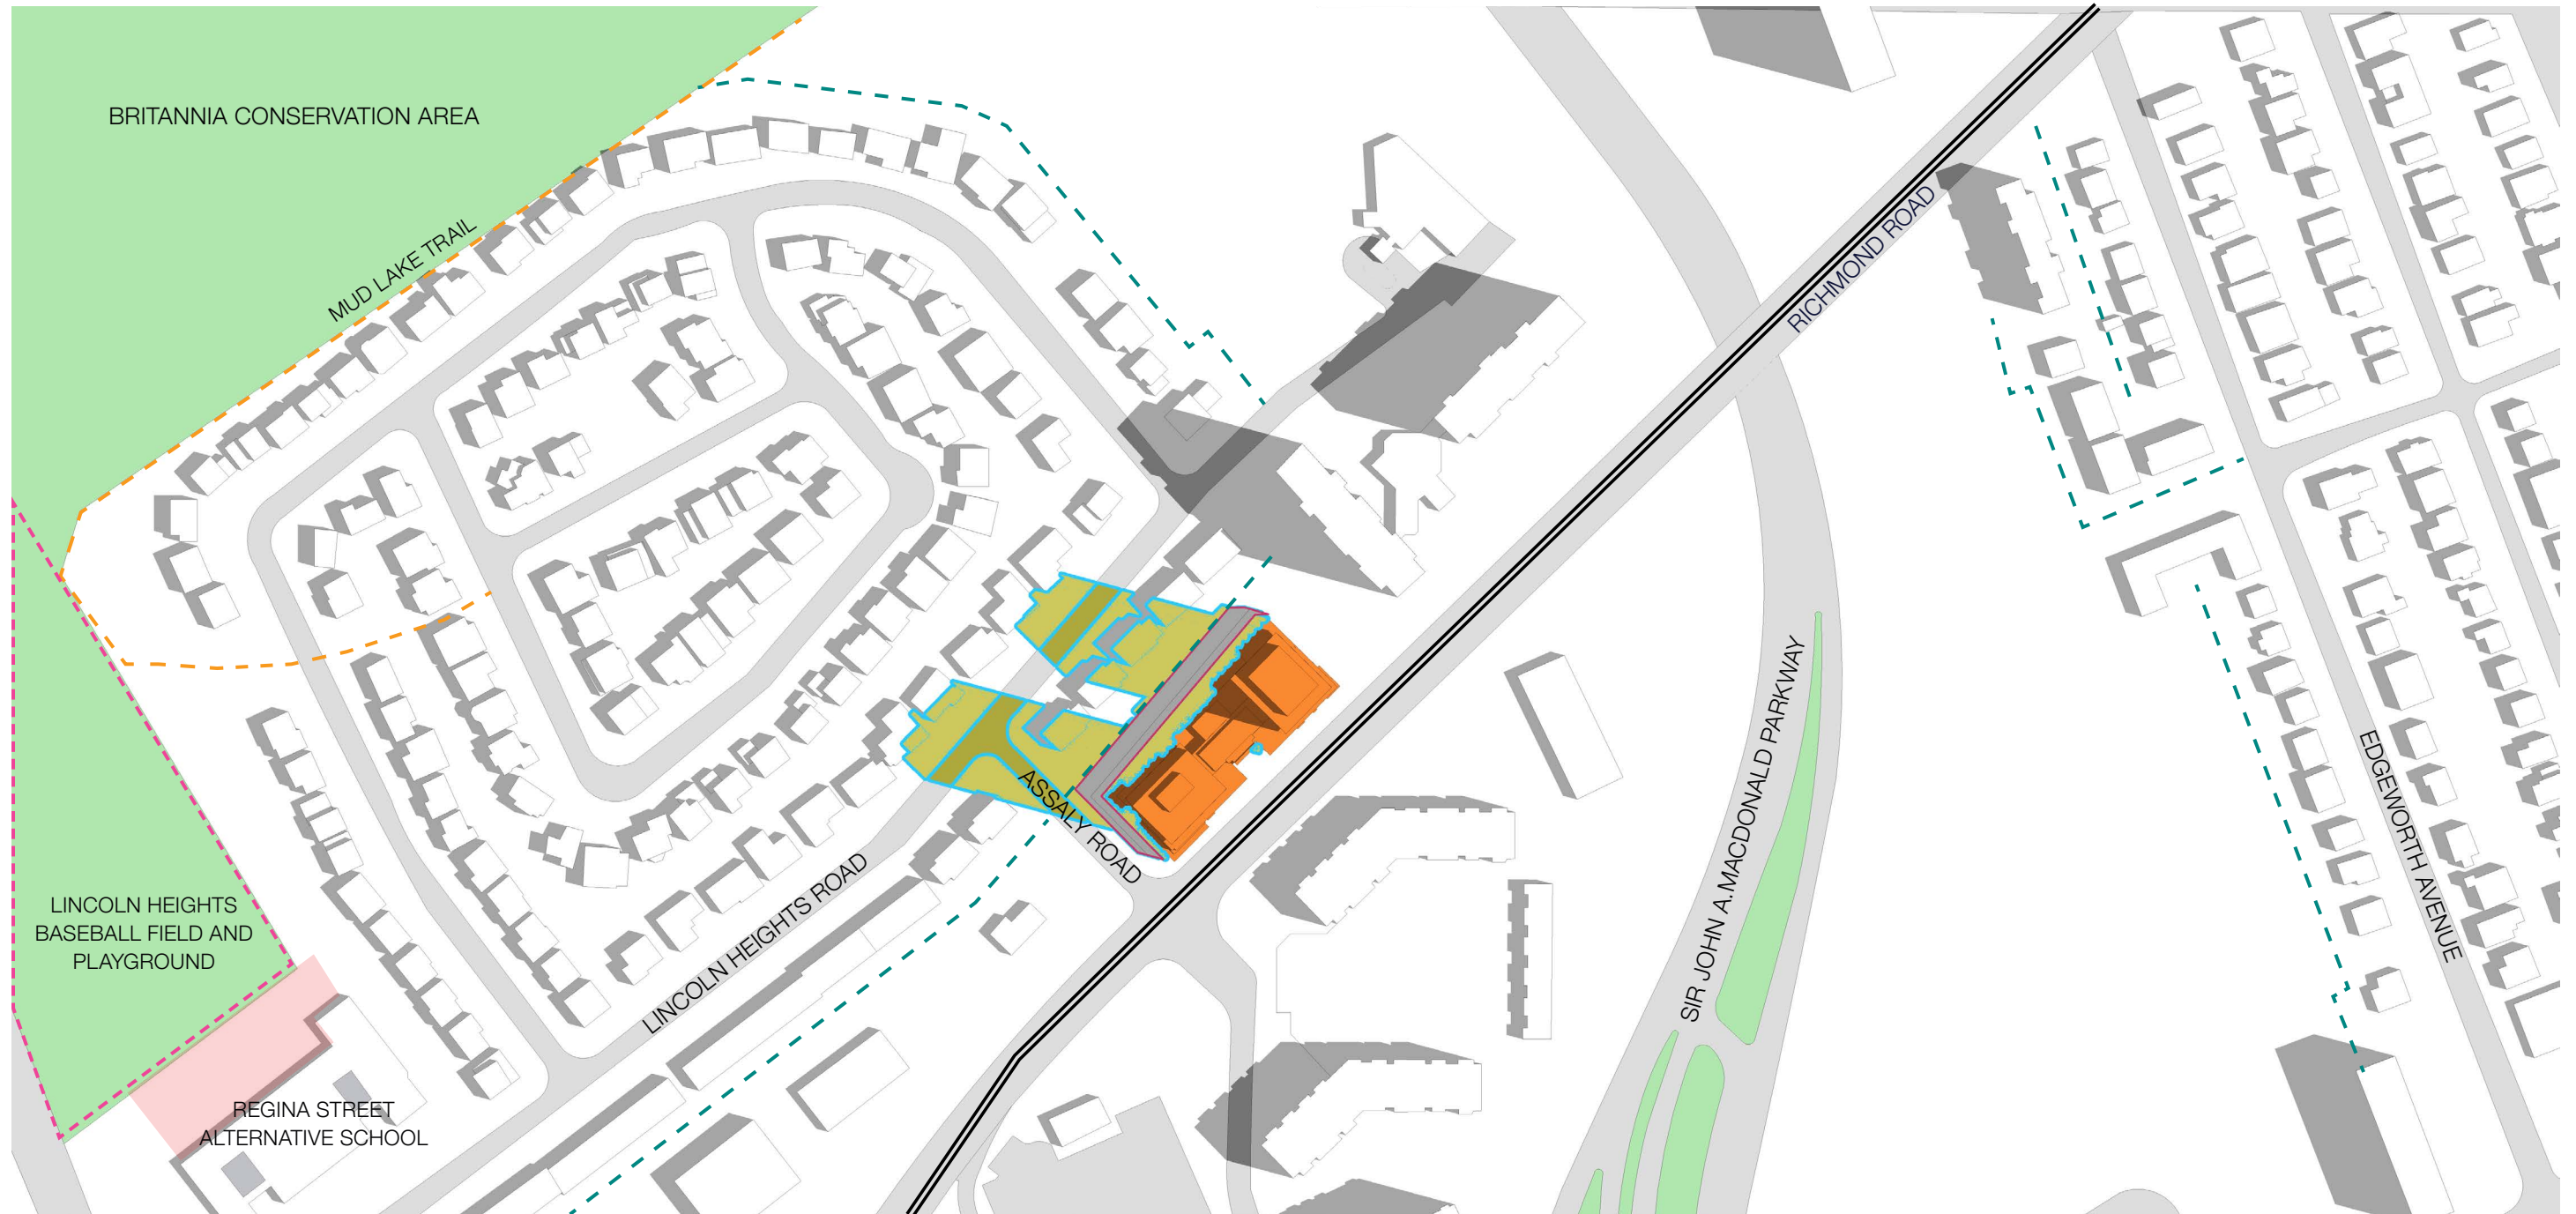 BRITANNIA CONSERVATION AREA
MUD LAKE TRAIL
RICHMOND ROAD
SIR JOHN A.MACDONALD PARKWAY
EDGEWORTH AVENUE
ASSALY ROAD
LINCOLN HEIGHTS ROAD
LINCOLN HEIGHTS
BASEBALL FIELD AND
PLAYGROUND
REGINA STREET
ALTERNATIVE SCHOOL